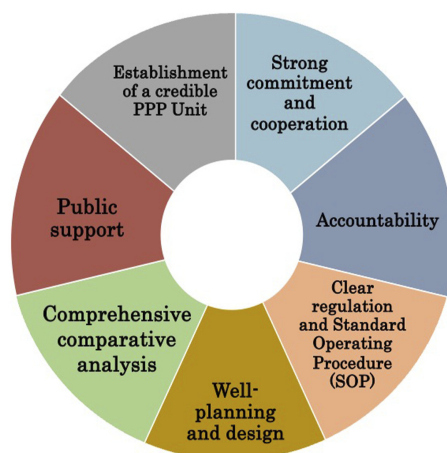 Establishment
of a credible
PPP Unit
Strong
commitment
and
cooperation
Accountability
Clear
regulation
and Standard
Operating
Procedure
(SOP)
Well-
planning
and design
Comprehensive
comparative
analysis
Public
support